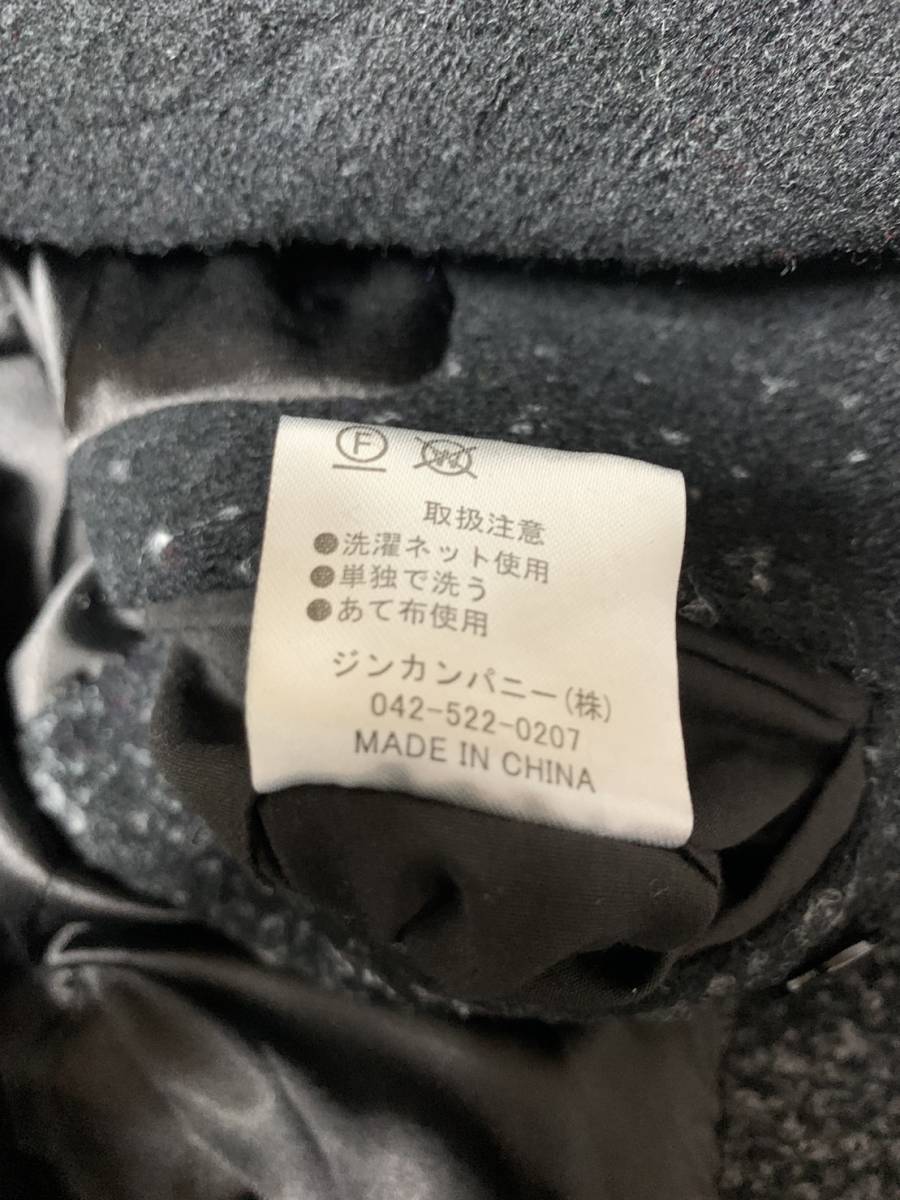 F W
取扱注意
●洗濯ネット使用
●単独で洗う
●あて布使用
ジンカンパニー(株)
042-522-0207
MADE IN CHINA